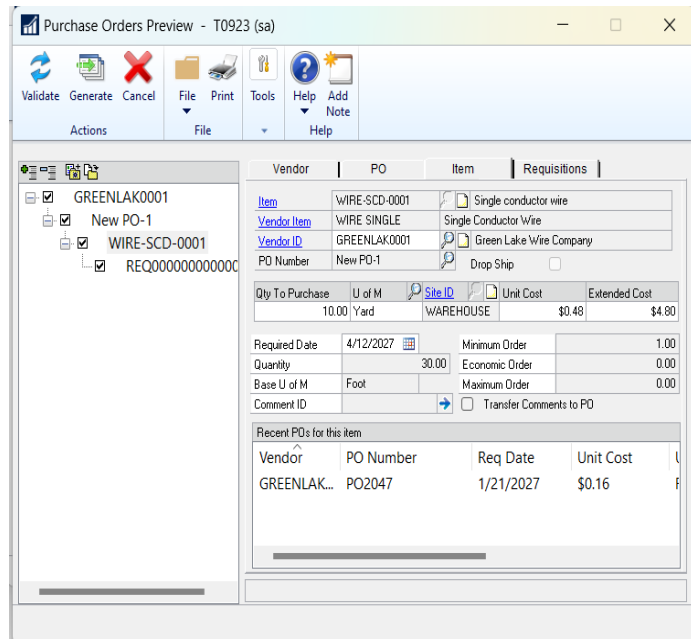 Purchase Orders Preview - T0923 (sa)
Validate Generate Cancel File Print Tools Help Add Note
Actions File Help
Vendor PO Item Requisitions
GREENLAK0001
New PO-1
WIRE-SCD-0001
REQ000000000000
Item WIRE-SCD-0001 Single conductor wire
Vendor Item WIRE SINGLE Single Conductor Wire
Vendor ID GREENLAK0001 Green Lake Wire Company
PO Number New PO-1 Drop Ship
Qty To Purchase U of M Site ID Unit Cost Extended Cost
10.00 Yard WAREHOUSE $0.48 $4.80
Required Date 4/12/2027 Minimum Order 1.00
Quantity 30.00 Economic Order 0.00
Base U of M Foot Maximum Order 0.00
Comment ID Transfer Comments to PO
Recent POs for this item
Vendor PO Number Req Date Unit Cost
GREENLAK... PO2047 1/21/2027 $0.16